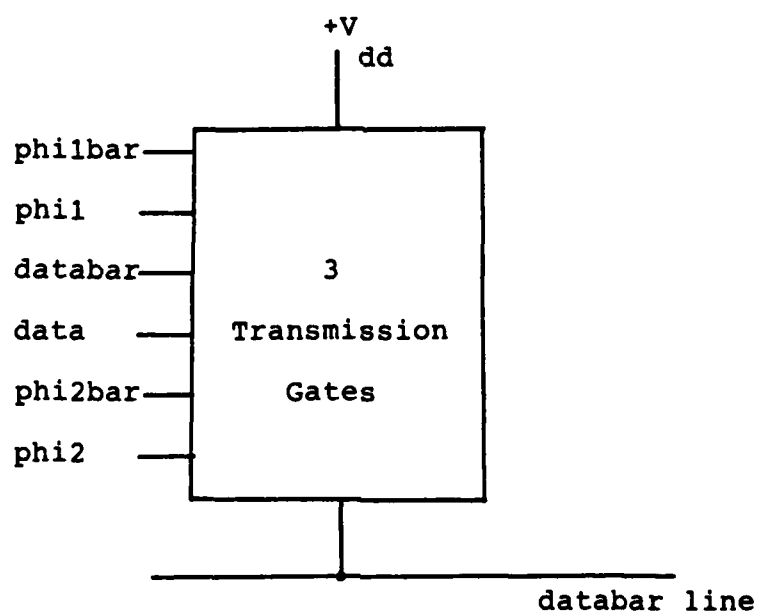 +V
dd
phi1bar
phi1
databar
3
data
Transmission
phi2bar
Gates
phi2
databar line